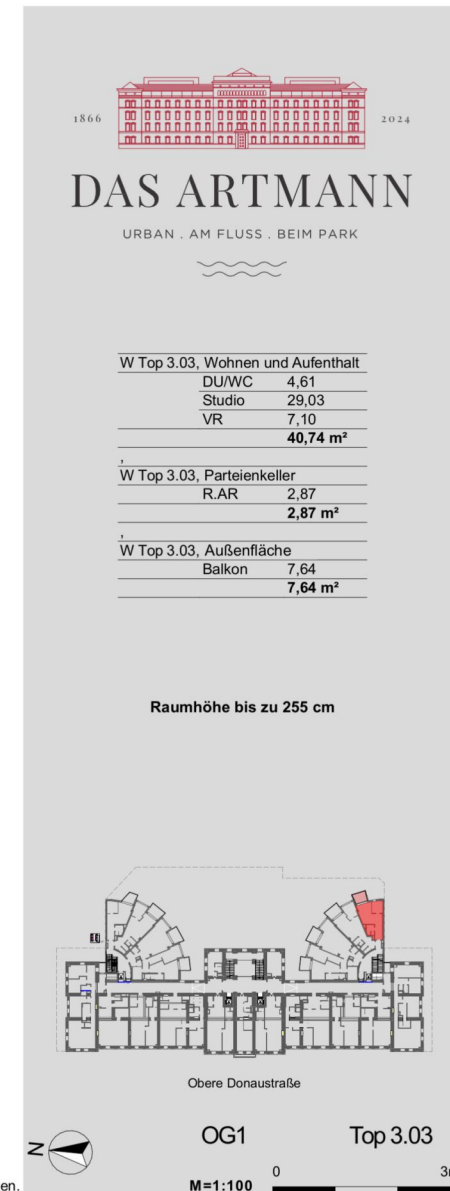 1866
2024
DAS ARTMANN
URBAN . AM FLUSS . BEIM PARK
W Top 3.03, Wohnen und Aufenthalt
DU/WC 4,61
Studio 29,03
VR 7,10
40,74 m²
,
W Top 3.03, Parteienkeller
R.AR 2,87
2,87 m²
,
W Top 3.03, Außenfläche
Balkon 7,64
7,64 m²
Raumhöhe bis zu 255 cm
Obere Donaustraße
OG1 Top 3.03
N
0 3
en. M=1:100